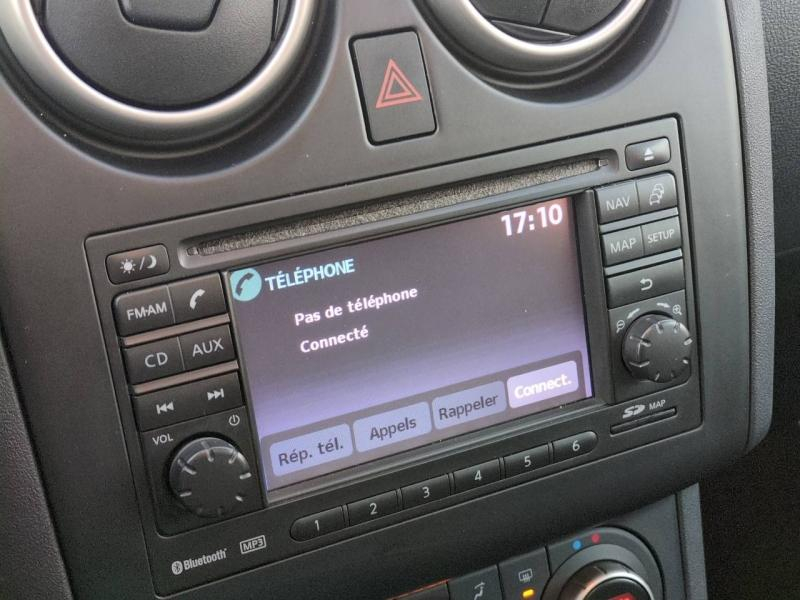 17:10
TÉLÉPHONE
Pas de téléphone
Connecté
Rép. tél. Appels Rappeler Connect.
FM·AM
CD AUX
VOL
NAV
MAP SETUP
SD MAP
1 2 3 4 5 6
Bluetooth MP3